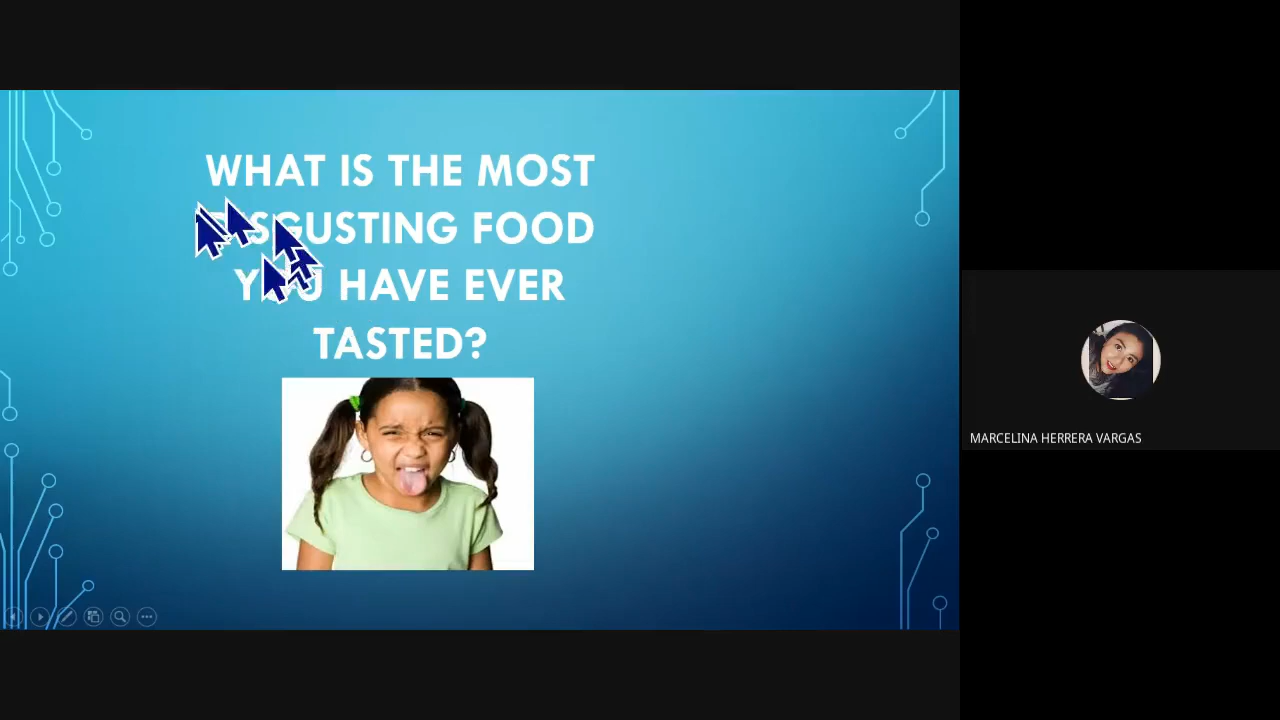 WHAT IS THE MOST
DISGUSTING FOOD
YOU HAVE EVER
TASTED?
MARCELINA HERRERA VARGAS